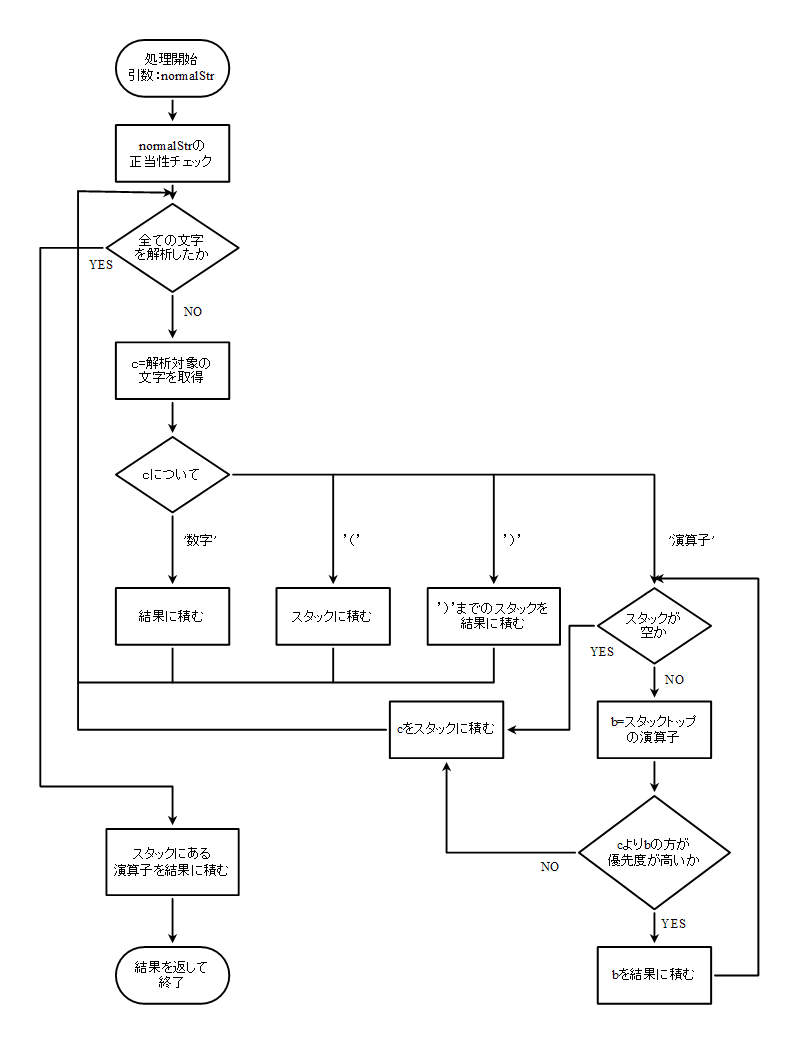 処理開始
引数：normalStr
normalStrの
正当性チェック
全ての文字
を解析したか
YES
NO
c=解析対象の
文字を取得
cについて
'数字'
'（'
'）'
'演算子'
結果に積む
スタックに積む
'）'までのスタックを
結果に積む
スタックが
空か
YES
NO
cをスタックに積む
b=スタックトップ
の演算子
cよりbの方が
優先度が高いか
NO
YES
スタックにある
演算子を結果に積む
結果を返して
終了
bを結果に積む